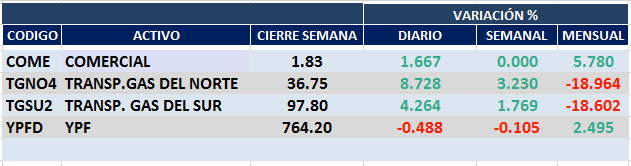 VARIACIÓN %
CODIGO ACTIVO CIERRE SEMANA DIARIO SEMANAL MENSUAL
COME COMERCIAL 1.83 1.667 0.000 5.780
TGNO4 TRANSP.GAS DEL NORTE 36.75 8.728 3.230 -18.964
TGSU2 TRANSP. GAS DEL SUR 97.80 4.264 1.769 -18.602
YPFD YPF 764.20 -0.488 -0.105 2.495